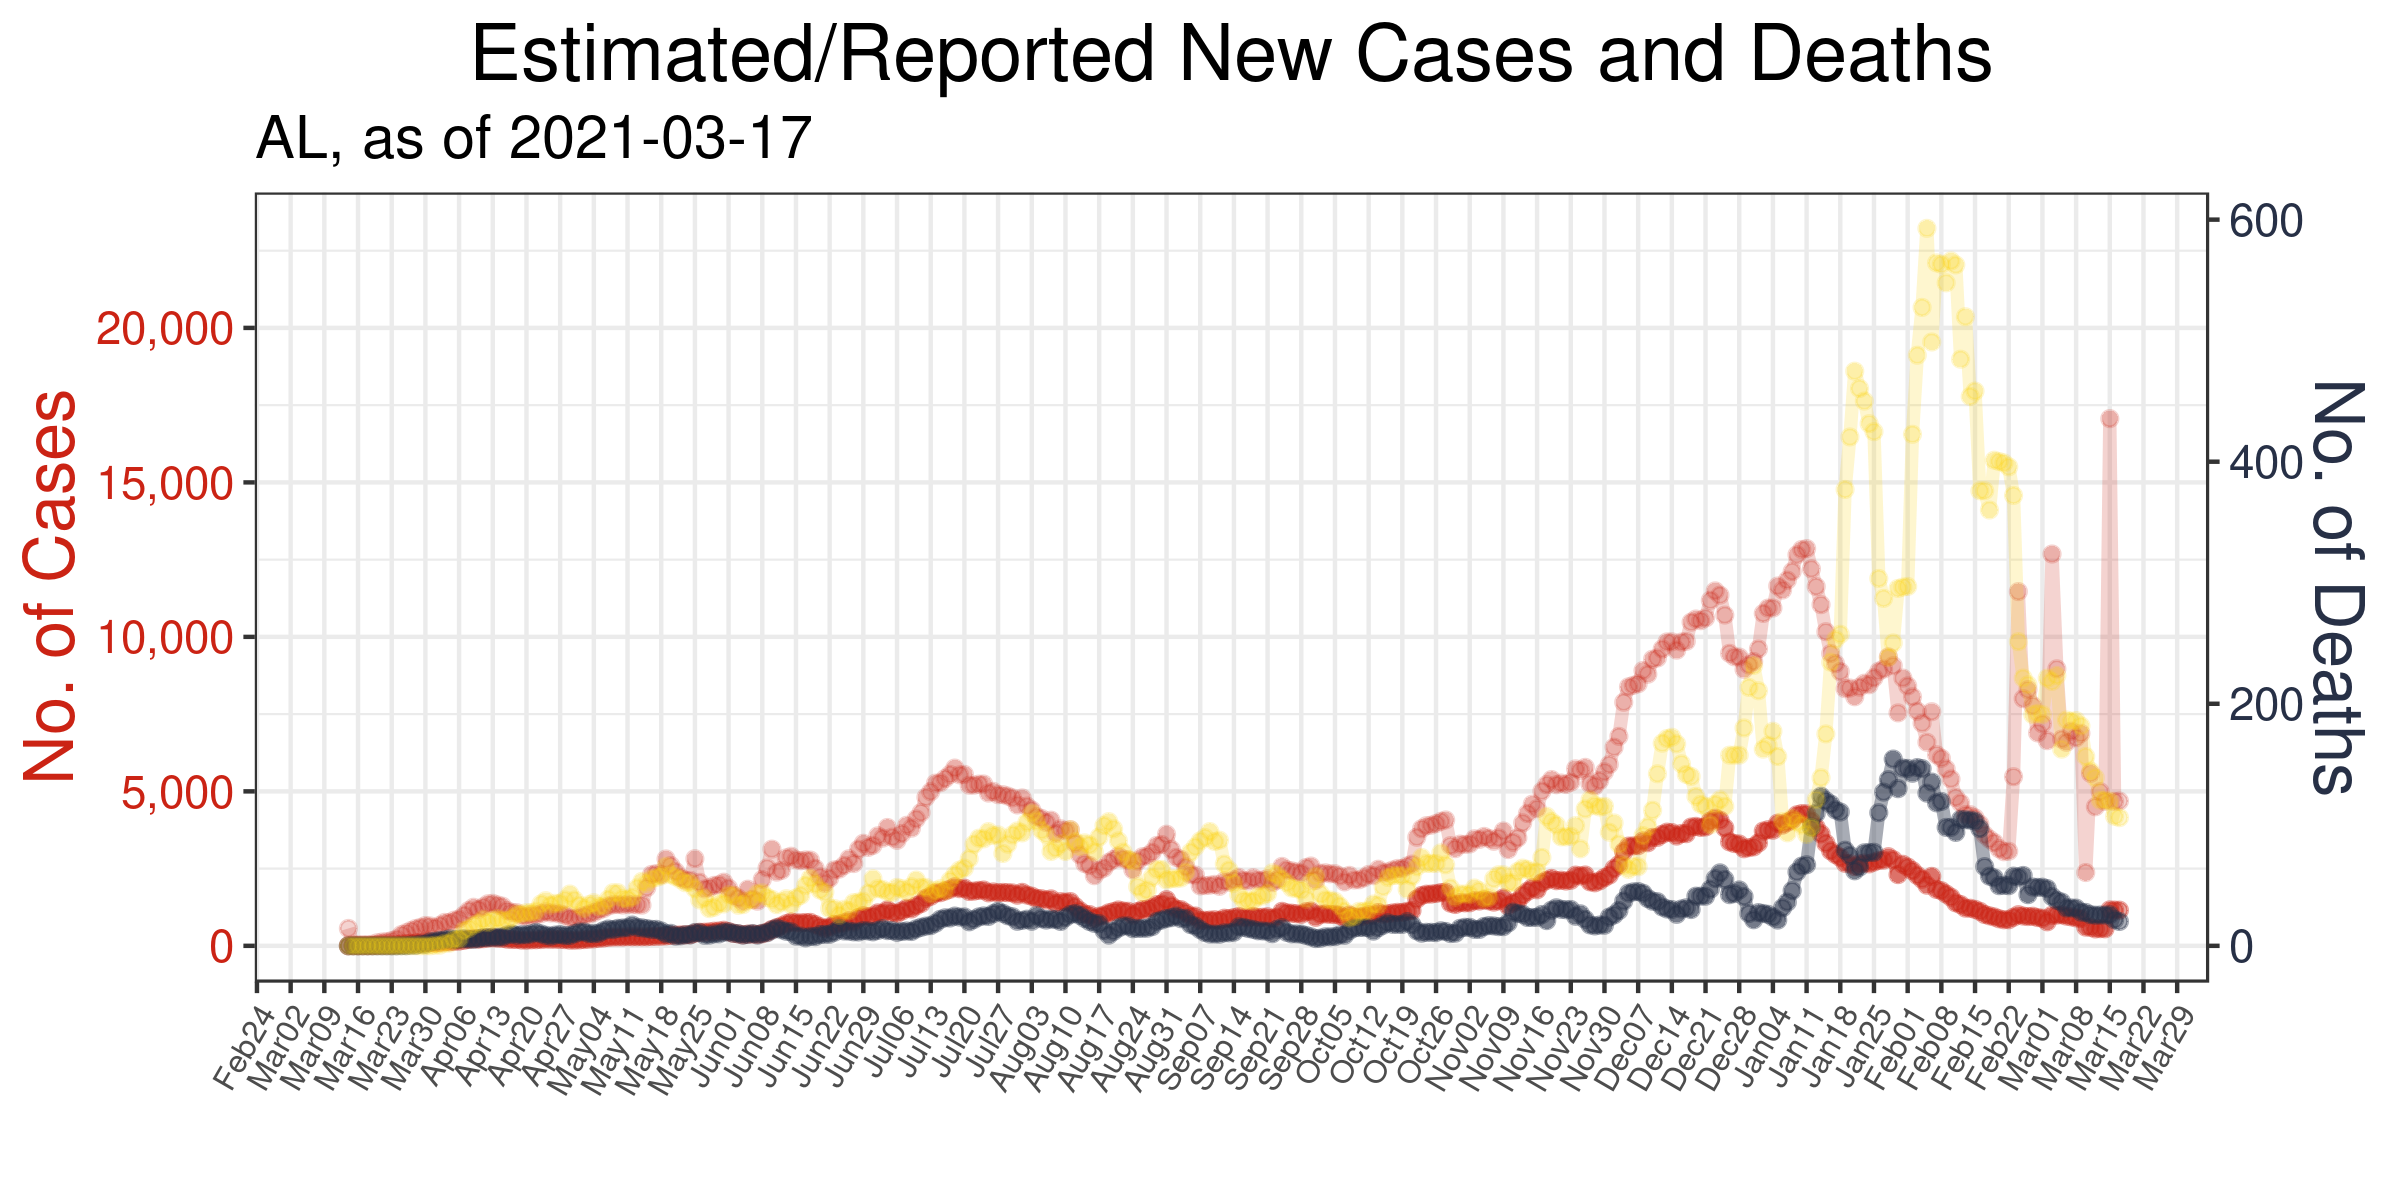 Estimated/Reported New Cases and Deaths
AL, as of 2021-03-17
No. of Cases
20,000
15,000
10,000
5,000
0
600
400
200
0
No. of Deaths
Feb24
Mar02
Mar09
Mar16
Mar23
Mar30
Apr06
Apr13
Apr20
Apr27
May04
May11
May18
May25
Jun01
Jun08
Jun15
Jun22
Jun29
Jul06
Jul13
Jul20
Jul27
Aug03
Aug10
Aug17
Aug24
Aug31
Sep07
Sep14
Sep21
Sep28
Oct05
Oct12
Oct19
Oct26
Nov02
Nov09
Nov16
Nov23
Nov30
Dec07
Dec14
Dec21
Dec28
Jan04
Jan11
Jan18
Jan25
Feb01
Feb08
Feb15
Feb22
Mar01
Mar08
Mar15
Mar22
Mar29